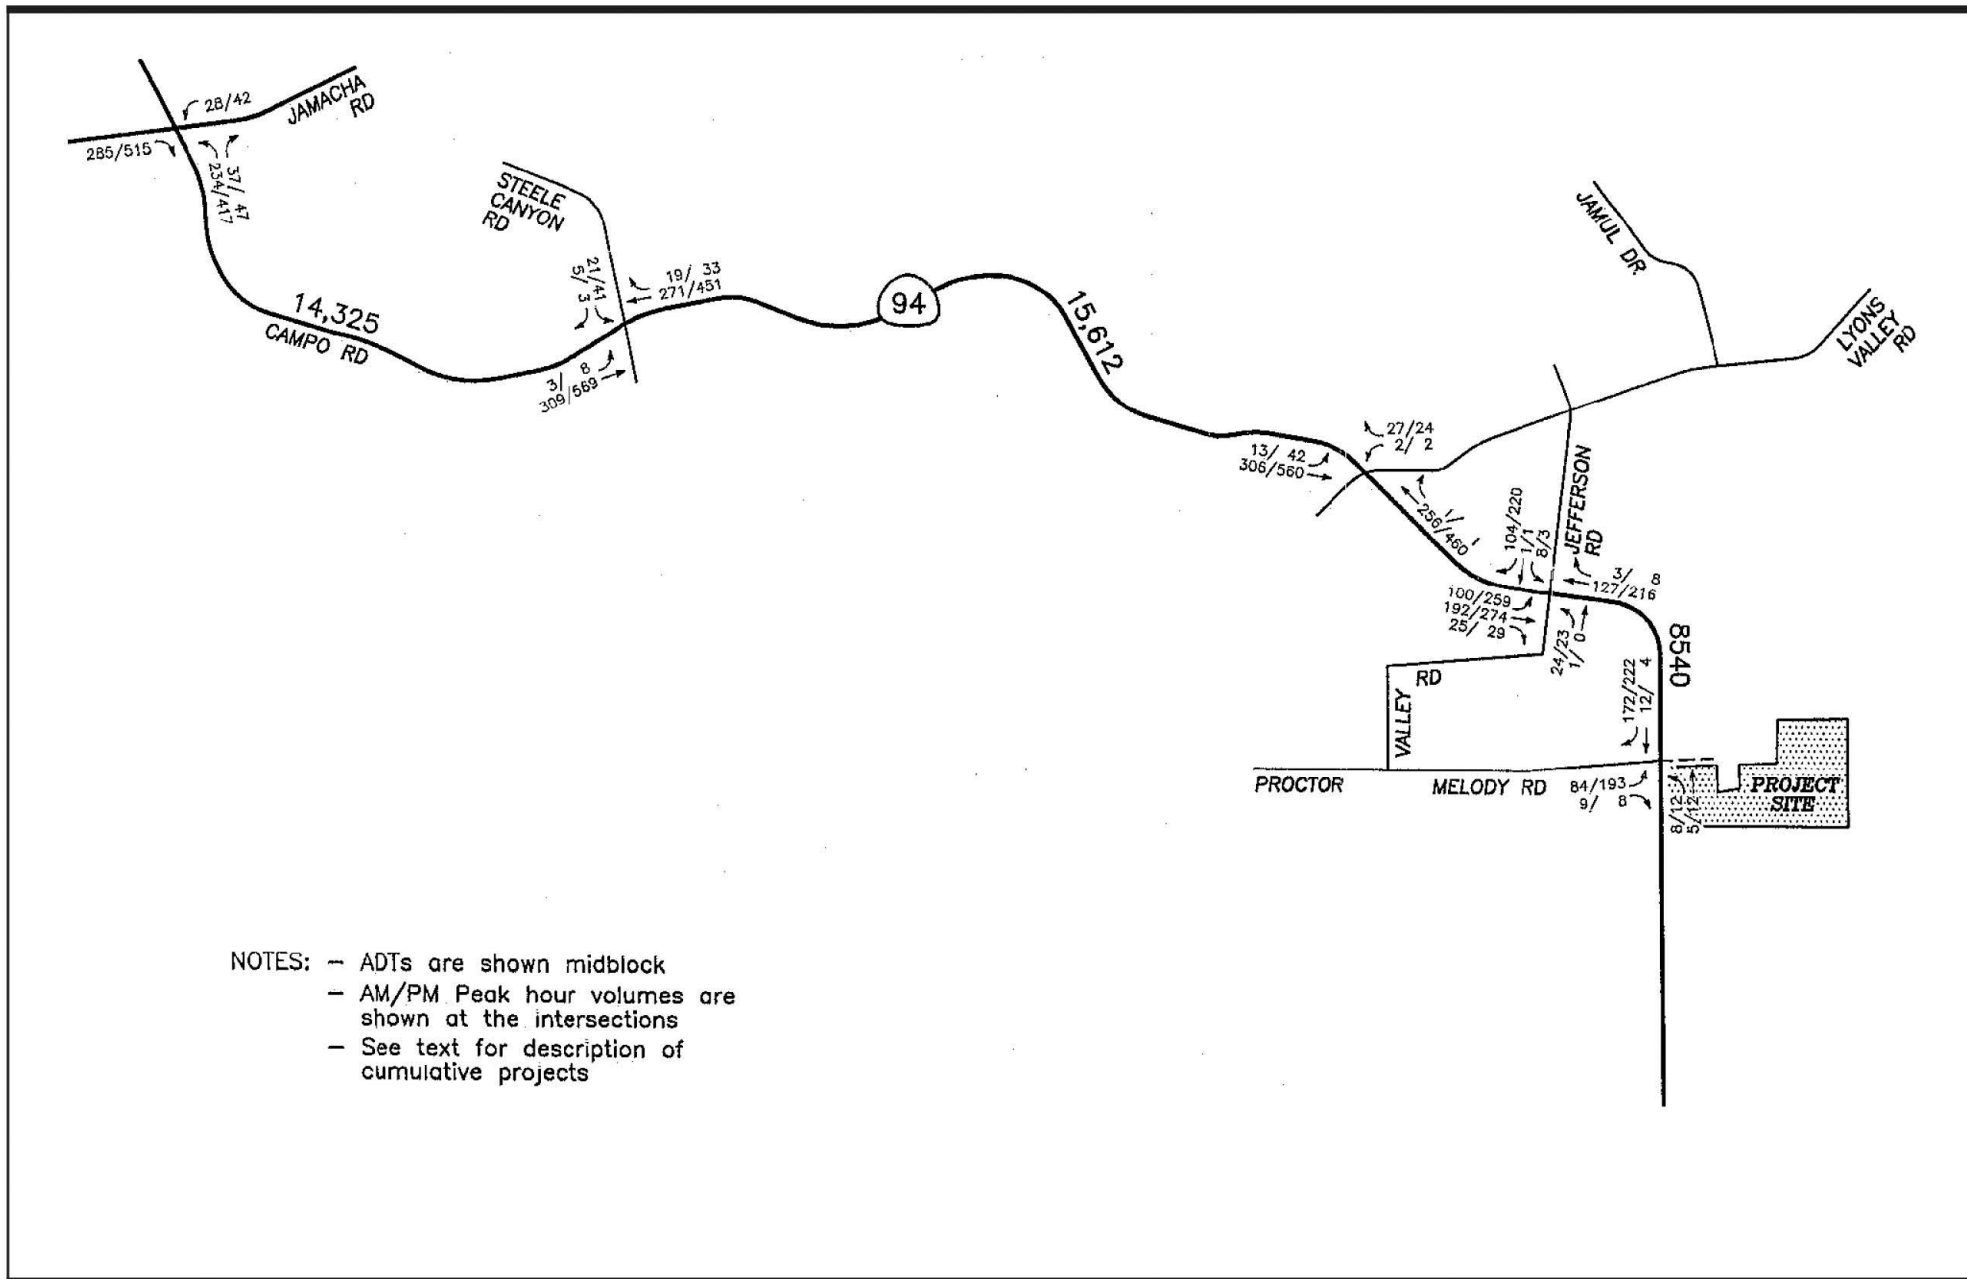 28/42
JAMACHA
RD
285/515
37/ 47
234/417
STEELE
CANYON
RD
21/41
5/ 3
19/ 33
271/451
94
14,325
CAMPO RD
3/ 8
309/569
15,612
JAMUL DR
LYONS
VALLEY
RD
27/24
2/ 2
13/ 42
306/560
1/ 1
256/460
104/220
1/1
8/3
JEFFERSON
RD
3/ 8
127/216
100/259
192/274
25/ 29
24/23
1/ 0
8540
172/222
12/ 4
RD
VALLEY
PROCTOR
MELODY RD
84/193
9/ 8
8/12
5/12
PROJECT
SITE
NOTES: – ADTs are shown midblock
– AM/PM Peak hour volumes are
shown at the intersections
– See text for description of
cumulative projects